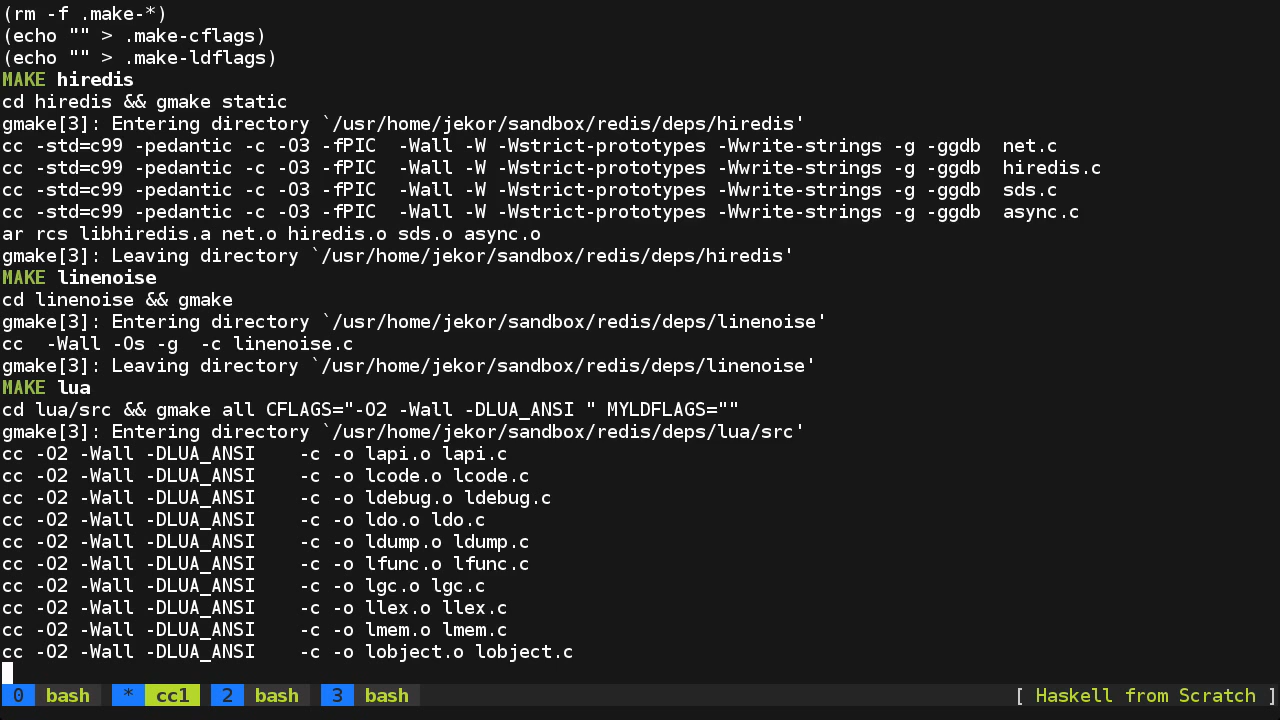 (rm -f .make-*)
(echo "" > .make-cflags)
(echo "" > .make-ldflags)
MAKE hiredis
cd hiredis && gmake static
gmake[3]: Entering directory `/usr/home/jekor/sandbox/redis/deps/hiredis'
cc -std=c99 -pedantic -c -O3 -fPIC  -Wall -W -Wstrict-prototypes -Wwrite-strings -g -ggdb  net.c
cc -std=c99 -pedantic -c -O3 -fPIC  -Wall -W -Wstrict-prototypes -Wwrite-strings -g -ggdb  hiredis.c
cc -std=c99 -pedantic -c -O3 -fPIC  -Wall -W -Wstrict-prototypes -Wwrite-strings -g -ggdb  sds.c
cc -std=c99 -pedantic -c -O3 -fPIC  -Wall -W -Wstrict-prototypes -Wwrite-strings -g -ggdb  async.c
ar rcs libhiredis.a net.o hiredis.o sds.o async.o
gmake[3]: Leaving directory `/usr/home/jekor/sandbox/redis/deps/hiredis'
MAKE linenoise
cd linenoise && gmake
gmake[3]: Entering directory `/usr/home/jekor/sandbox/redis/deps/linenoise'
cc  -Wall -Os -g  -c linenoise.c
gmake[3]: Leaving directory `/usr/home/jekor/sandbox/redis/deps/linenoise'
MAKE lua
cd lua/src && gmake all CFLAGS="-O2 -Wall -DLUA_ANSI " MYLDFLAGS=""
gmake[3]: Entering directory `/usr/home/jekor/sandbox/redis/deps/lua/src'
cc -O2 -Wall -DLUA_ANSI    -c -o lapi.o lapi.c
cc -O2 -Wall -DLUA_ANSI    -c -o lcode.o lcode.c
cc -O2 -Wall -DLUA_ANSI    -c -o ldebug.o ldebug.c
cc -O2 -Wall -DLUA_ANSI    -c -o ldo.o ldo.c
cc -O2 -Wall -DLUA_ANSI    -c -o ldump.o ldump.c
cc -O2 -Wall -DLUA_ANSI    -c -o lfunc.o lfunc.c
cc -O2 -Wall -DLUA_ANSI    -c -o lgc.o lgc.c
cc -O2 -Wall -DLUA_ANSI    -c -o llex.o llex.c
cc -O2 -Wall -DLUA_ANSI    -c -o lmem.o lmem.c
cc -O2 -Wall -DLUA_ANSI    -c -o lobject.o lobject.c
0 bash * cc1 2 bash 3 bash [ Haskell from Scratch ]